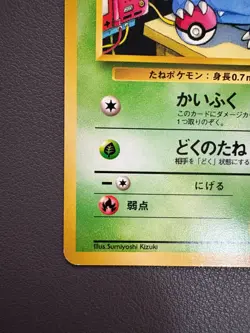 たねポケモン：身長0.7m
かいふく
このカードにダメージカ
1つ取りのぞく。
どくのたね
相手を「どく」状態にす
にげる
弱点
Illus.Sumiyoshi Kizuki